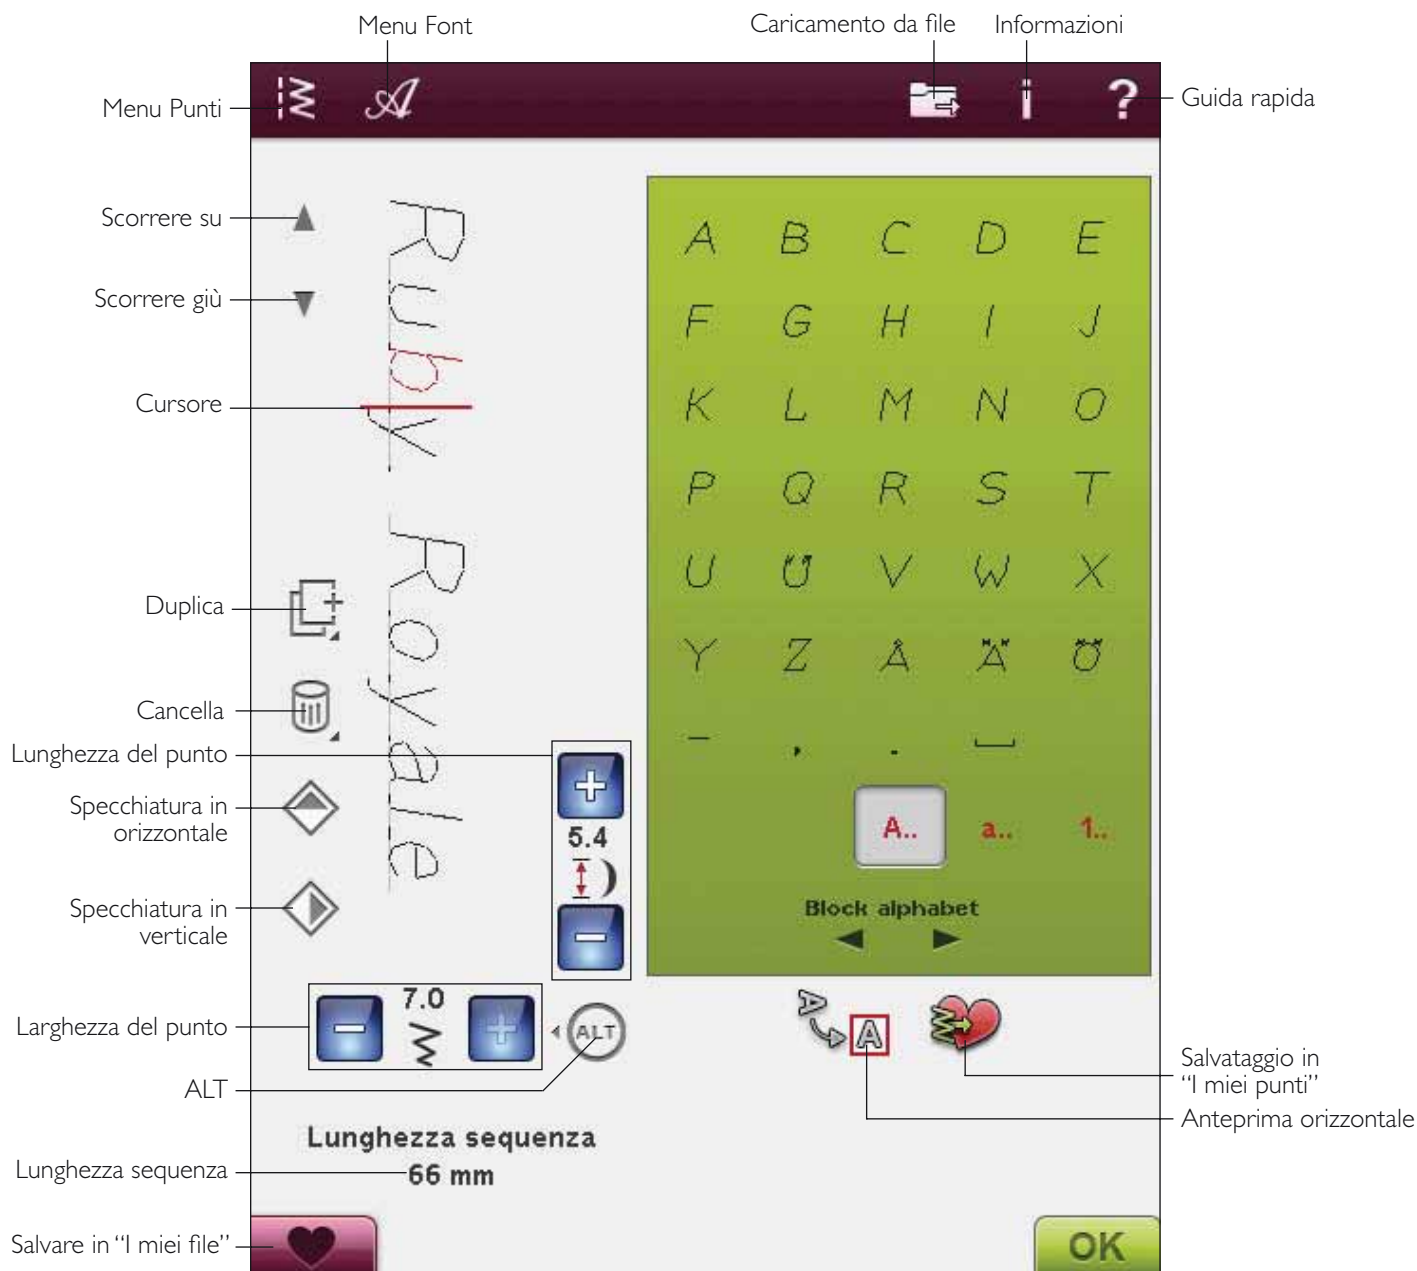 Menu Font
Caricamento da file
Informazioni
Menu Punti
Guida rapida
?
Scorrere su
Scorrere giù
Cursore
Duplica
Cancella
Lunghezza del punto
Specchiatura in
orizzontale
Specchiatura in
verticale
Larghezza del punto
ALT
Lunghezza sequenza
Salvare in “I miei file”
Ruby Royale
5.4
7.0
ALT
Lunghezza sequenza
66 mm
A B C D E
F G H I J
K L M N O
P Q R S T
U Ü V W X
Y Z Å Ä Ö
– , .
A.. a.. 1..
Block alphabet
A
A
Salvataggio in
“I miei punti”
Anteprima orizzontale
OK